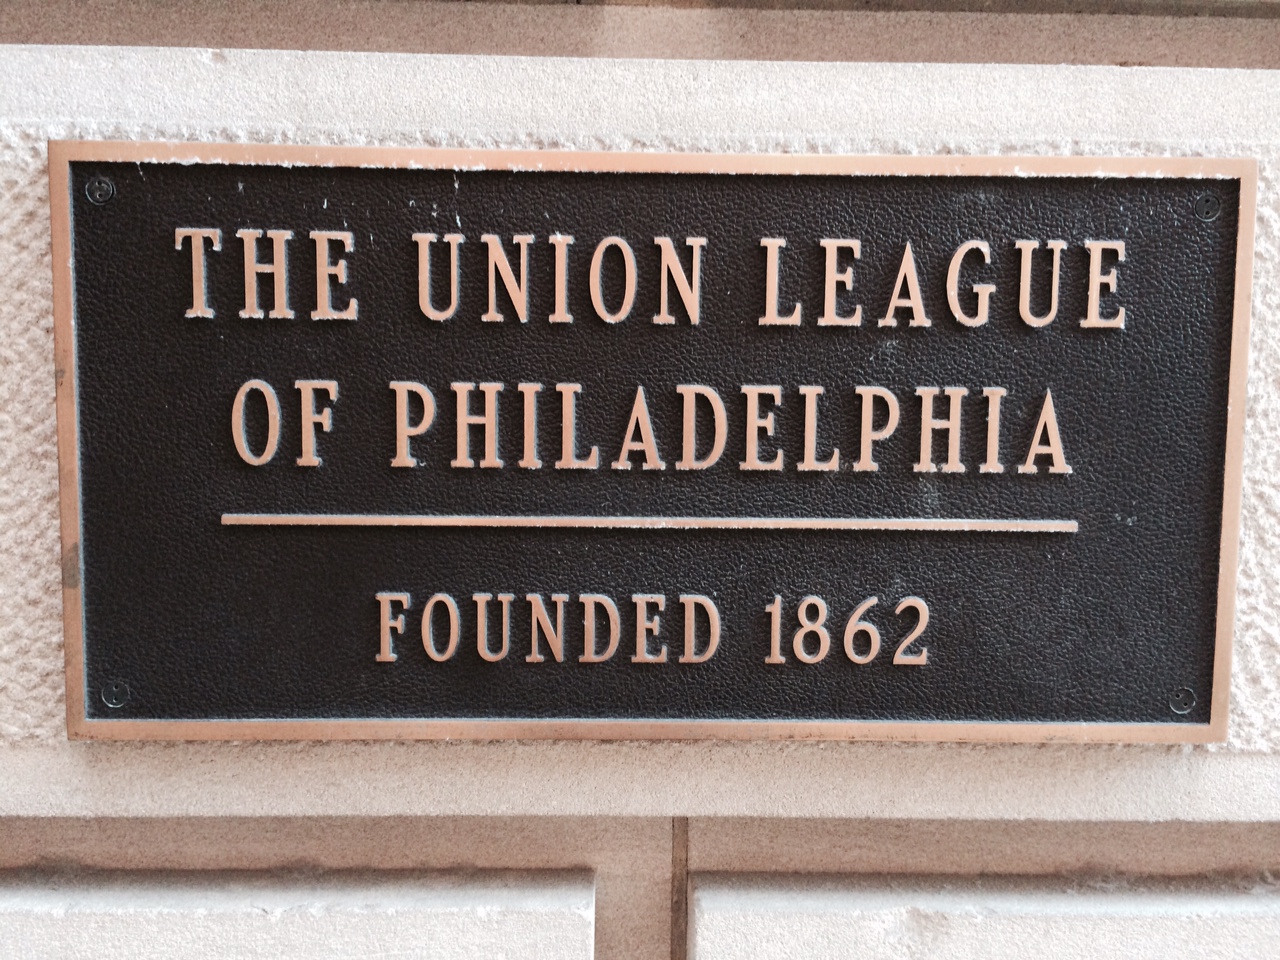 THE UNION LEAGUE
OF PHILADELPHIA
FOUNDED 1862